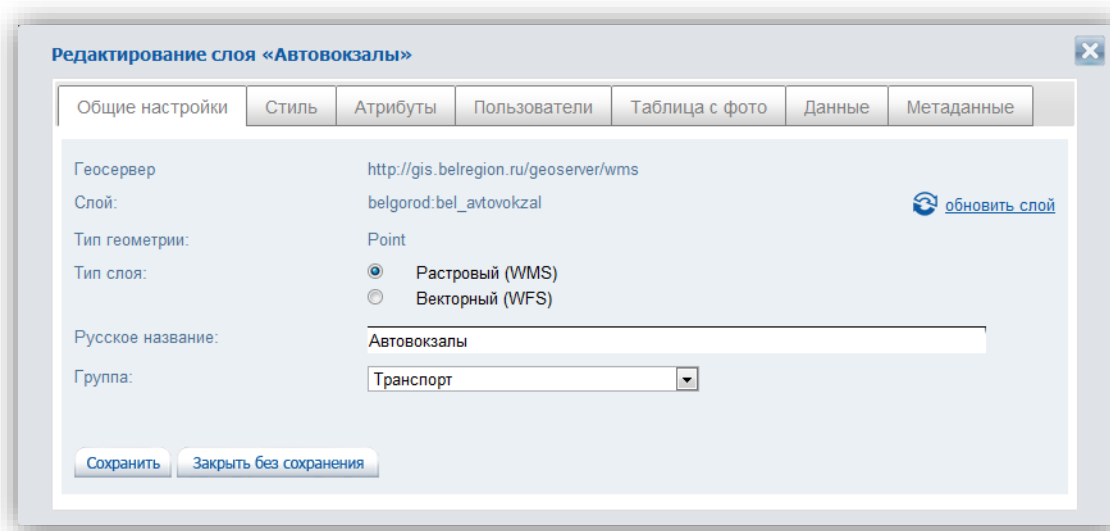 Редактирование слоя «Автовокзалы»
Общие настройки Стиль Атрибуты Пользователи Таблица с фото Данные Метаданные
Геосервер http://gis.belregion.ru/geoserver/wms
Слой: belgorod:bel_avtovokzal обновить слой
Тип геометрии: Point
Тип слоя: Растровый (WMS)
Векторный (WFS)
Русское название: Автовокзалы
Группа: Транспорт
Сохранить Закрыть без сохранения